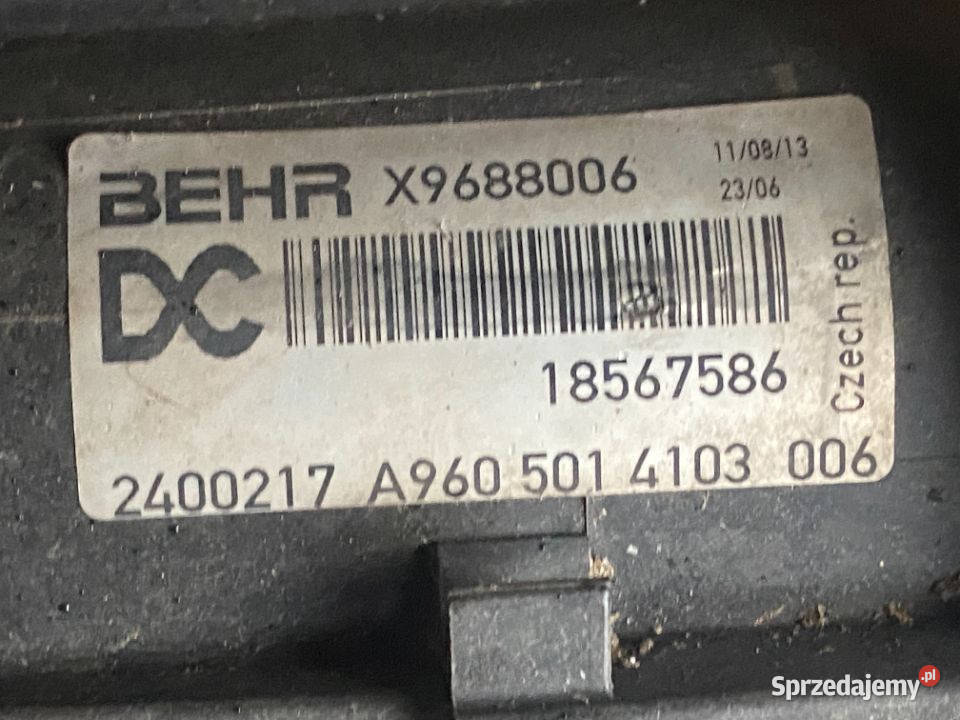 BEHR X9688006 11/08/13
23/06
DC
18567586
Czech rep.
2400217 A960 501 4103 006
Sprzedajemy.pl